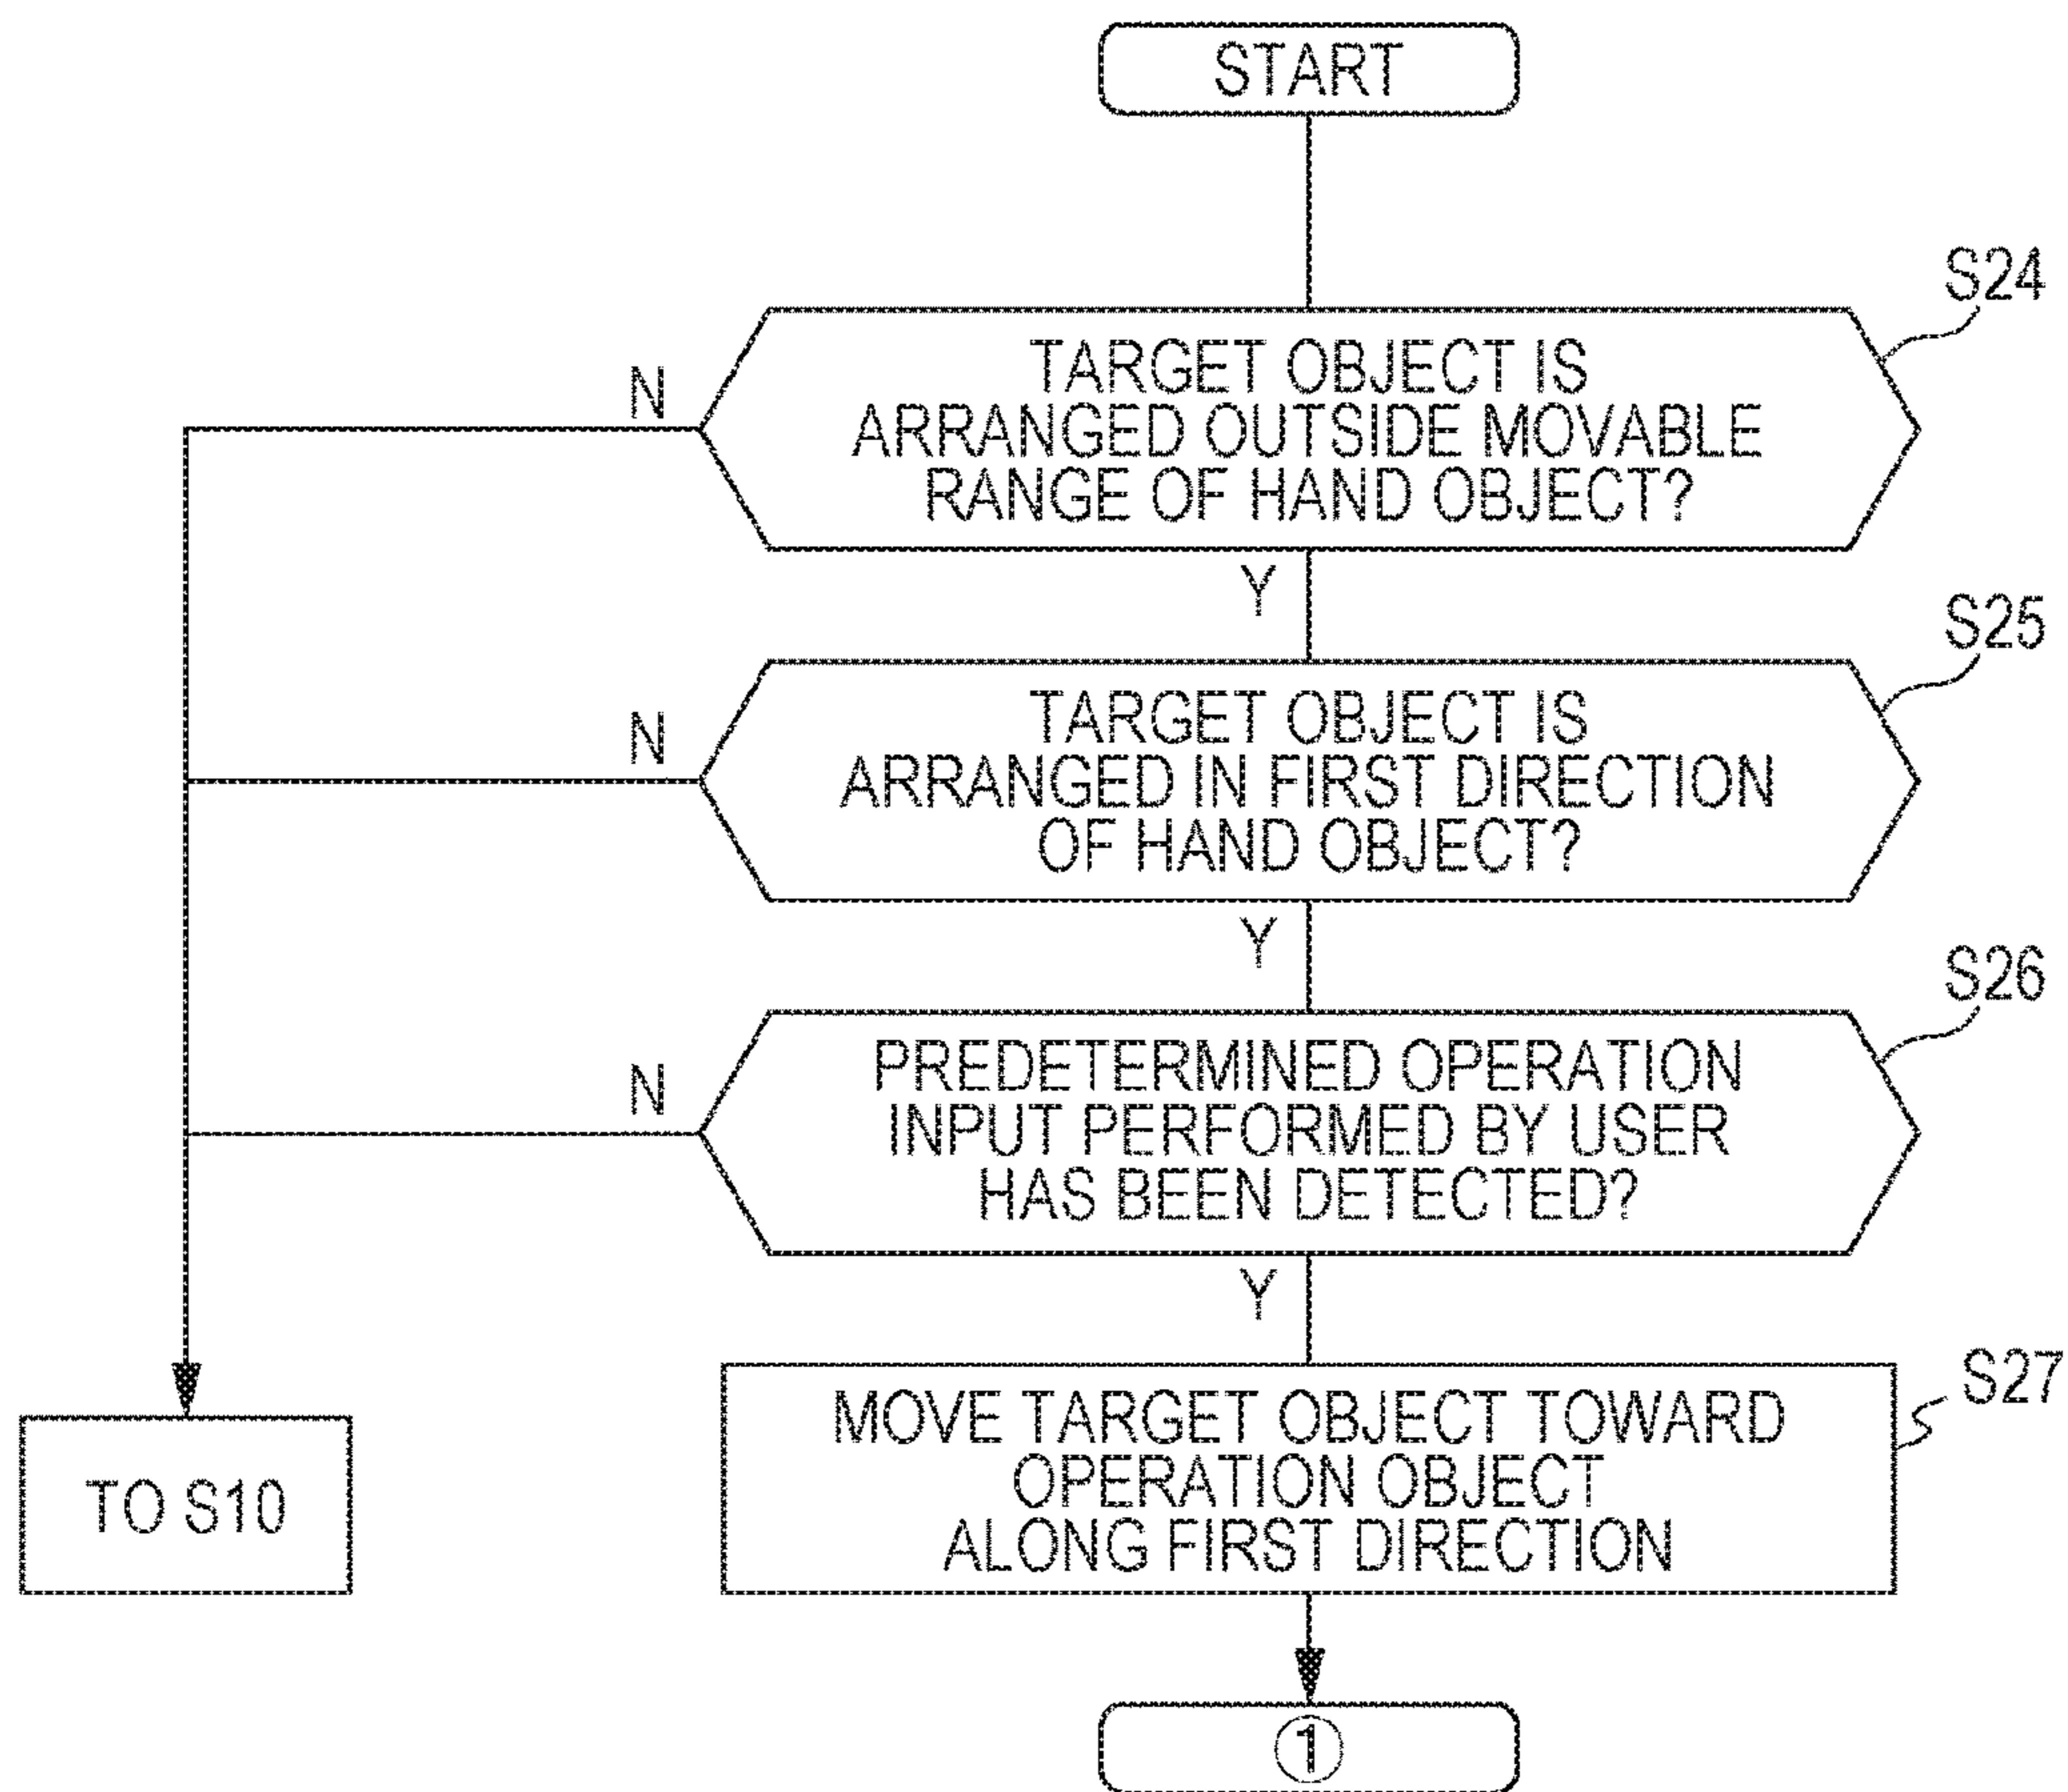 START
S24
TARGET OBJECT IS
ARRANGED OUTSIDE MOVABLE
RANGE OF HAND OBJECT?
N
Y
S25
TARGET OBJECT IS
ARRANGED IN FIRST DIRECTION
OF HAND OBJECT?
N
Y
S26
PREDETERMINED OPERATION
INPUT PERFORMED BY USER
HAS BEEN DETECTED?
N
Y
S27
MOVE TARGET OBJECT TOWARD
OPERATION OBJECT
ALONG FIRST DIRECTION
TO S10
①